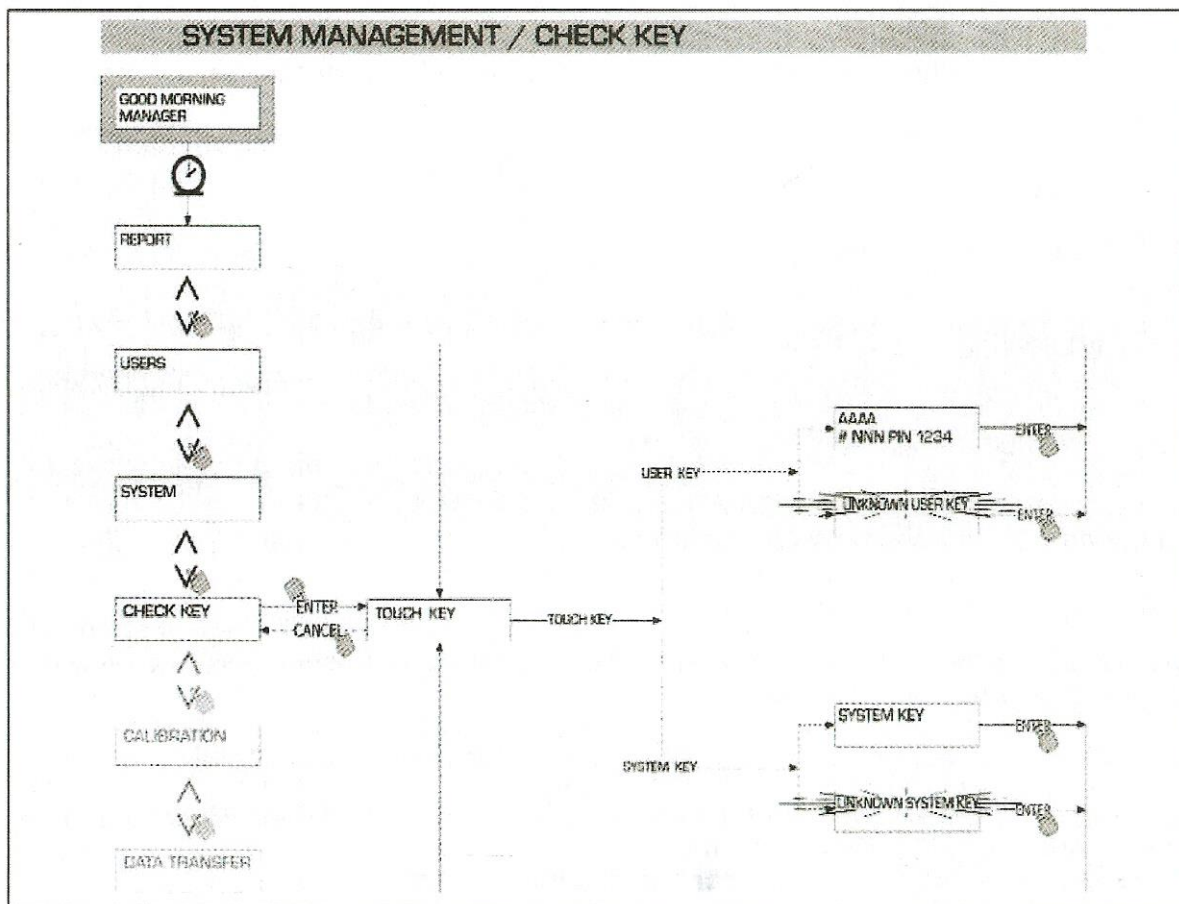 SYSTEM MANAGEMENT / CHECK KEY
GOOD MORNING
MANAGER
REPORT
USERS
AAAA
# NNN PIN 1234
ENTER
USER KEY
SYSTEM
UNKNOWN USER KEY
ENTER
CHECK KEY
ENTER
CANCEL
TOUCH KEY
TOUCH KEY
SYSTEM KEY
ENTER
CALIBRATION
SYSTEM KEY
UNKNOWN SYSTEM KEY
ENTER
DATA TRANSFER